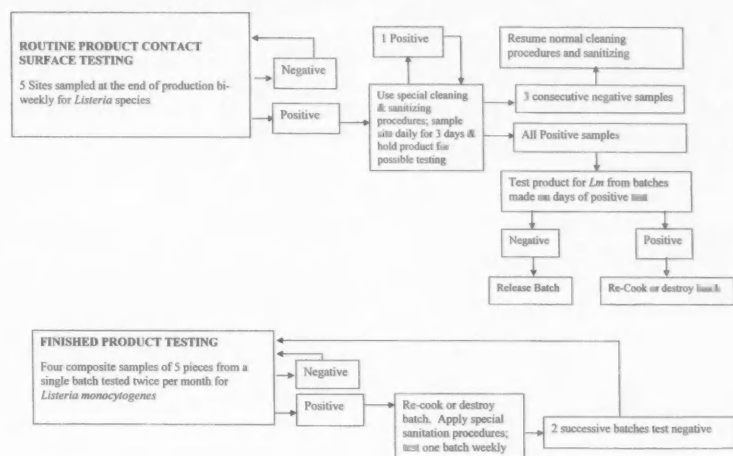 ROUTINE PRODUCT CONTACT
SURFACE TESTING
5 Sites sampled at the end of production bi-
weekly for Listeria species
Negative
Positive
1 Positive
Use special cleaning
& sanitizing
procedures; sample
site daily for 3 days &
hold product for
possible testing
Resume normal cleaning
procedures and sanitizing
3 consecutive negative samples
All Positive samples
Test product for Lm from batches
made on days of positive test
Negative
Positive
Release Batch
Re-Cook or destroy batch
FINISHED PRODUCT TESTING
Four composite samples of 5 pieces from a
single batch tested twice per month for
Listeria monocytogenes
Negative
Positive
Re-cook or destroy
batch. Apply special
sanitation procedures;
test one batch weekly
2 successive batches test negative